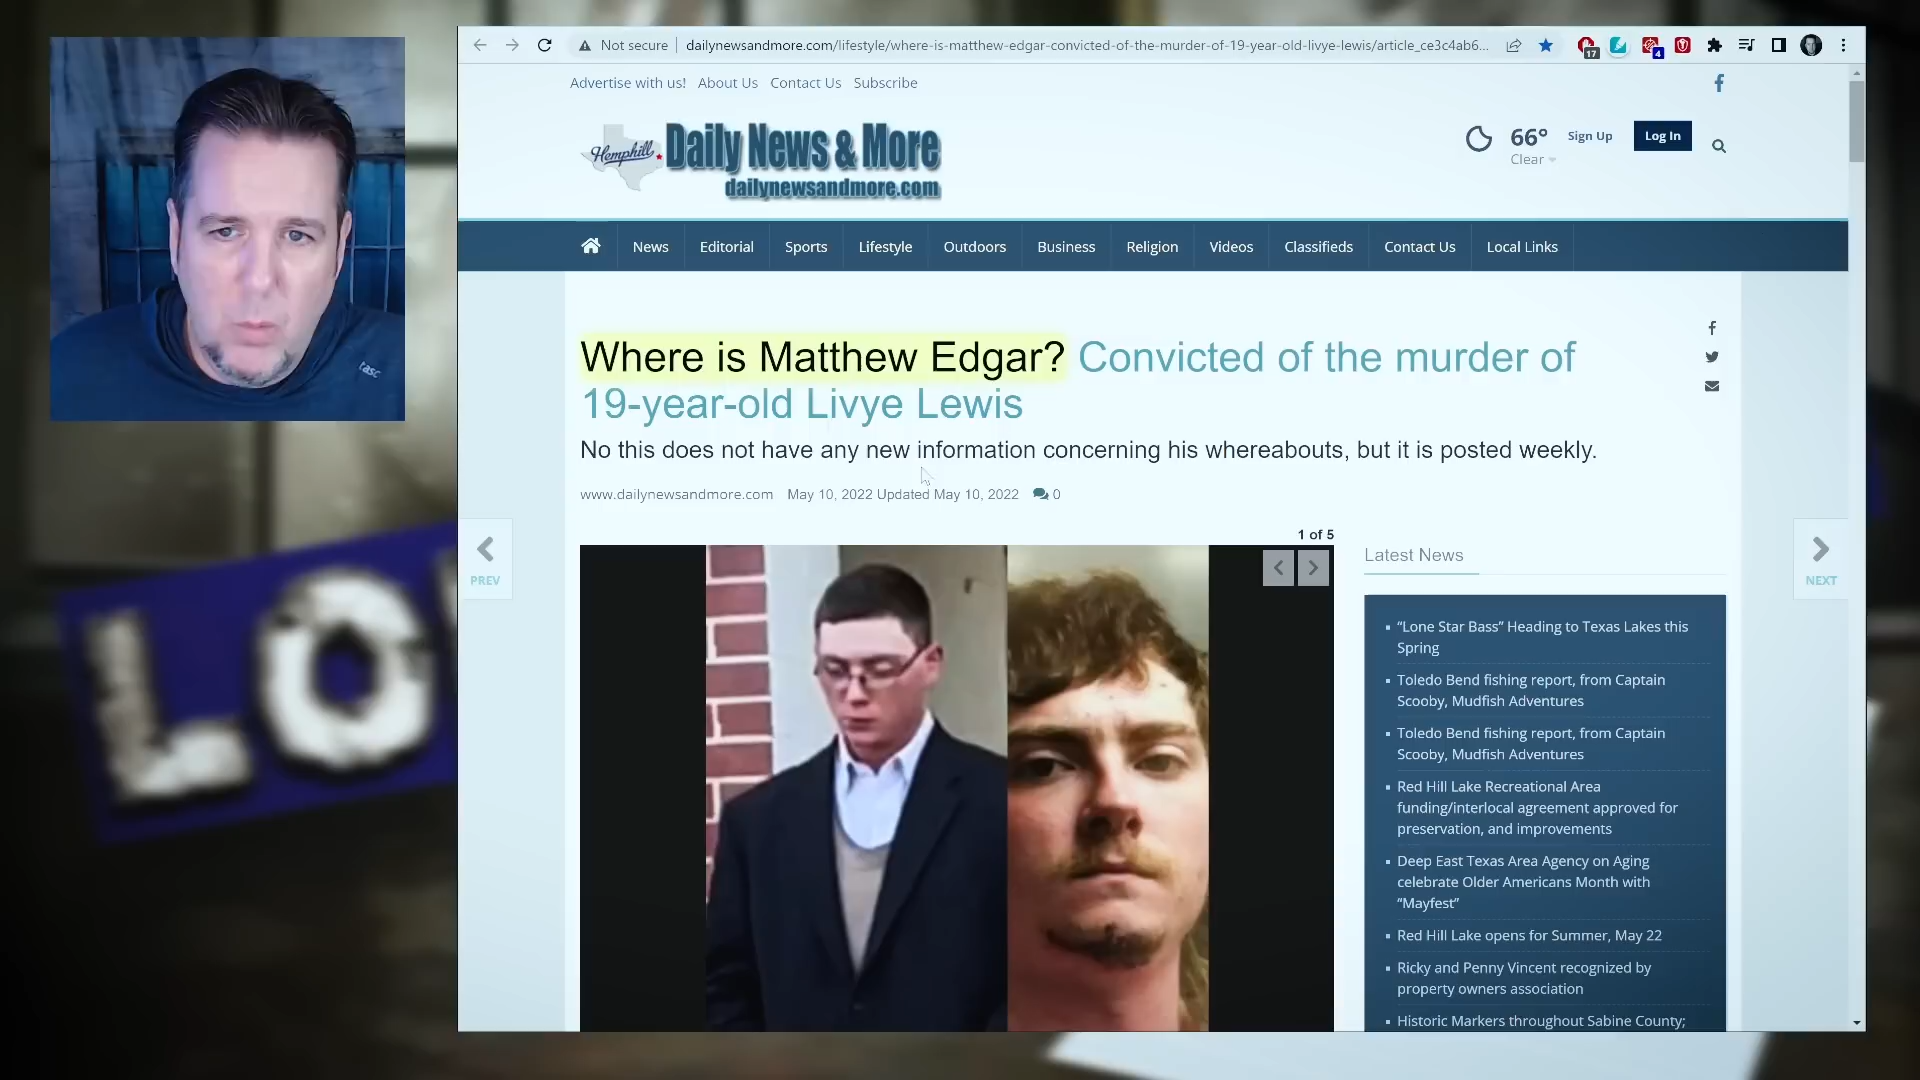 Not secure
dailynewsandmore.com/lifestyle/where-is-matthew-edgar-convicted-of-the-murder-of-19-year-old-livye-lewis/article_ce3c4ab6...
17
4
Advertise with us! About Us Contact Us Subscribe
Hemphill Daily News & More
dailynewsandmore.com
66°
Clear
Sign Up
Log In
News Editorial Sports Lifestyle Outdoors Business Religion Videos Classifieds Contact Us Local Links
Where is Matthew Edgar? Convicted of the murder of
19-year-old Livye Lewis
No this does not have any new information concerning his whereabouts, but it is posted weekly.
www.dailynewsandmore.com May 10, 2022 Updated May 10, 2022 0
1 of 5
PREV
NEXT
Latest News
“Lone Star Bass” Heading to Texas Lakes this
Spring
Toledo Bend fishing report, from Captain
Scooby, Mudfish Adventures
Toledo Bend fishing report, from Captain
Scooby, Mudfish Adventures
Red Hill Lake Recreational Area
funding/interlocal agreement approved for
preservation, and improvements
Deep East Texas Area Agency on Aging
celebrate Older Americans Month with
“Mayfest”
Red Hill Lake opens for Summer, May 22
Ricky and Penny Vincent recognized by
property owners association
Historic Markers throughout Sabine County;